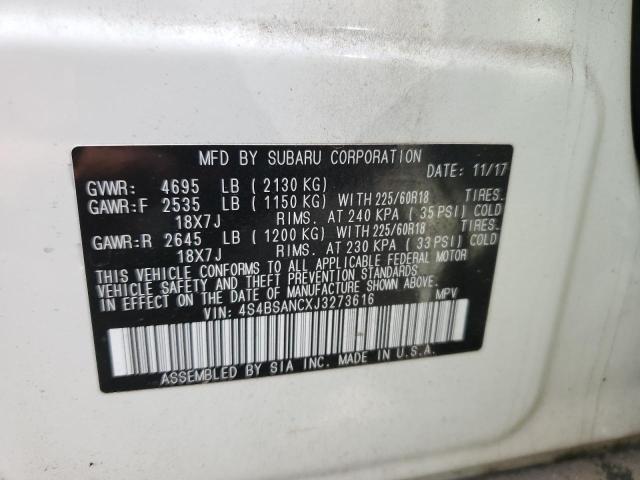 MFD BY SUBARU CORPORATION
DATE: 11/17
GVWR: 4695 LB (2130 KG)
GAWR:F 2535 LB (1150 KG) WITH 225/60R18 TIRES.
18X7J RIMS. AT 240 KPA (35 PSI) COLD
GAWR:R 2645 LB (1200 KG) WITH 225/60R18 TIRES.
18X7J RIMS. AT 230 KPA (33 PSI) COLD
THIS VEHICLE CONFORMS TO ALL APPLICABLE FEDERAL MOTOR
VEHICLE SAFETY AND THEFT PREVENTION STANDARDS IN
EFFECT ON THE DATE OF MANUFACTURE SHOWN ABOVE.
VIN: 4S4BSANCXJ3273616 MPV
ASSEMBLED BY SIA INC. MADE IN U.S.A.